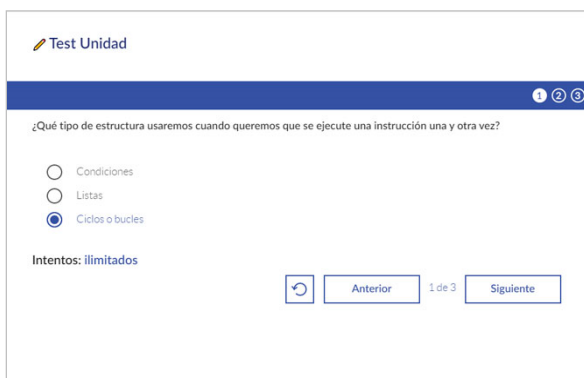 Test Unidad
1 2 3
¿Qué tipo de estructura usaremos cuando queremos que se ejecute una instrucción una y otra vez?
Condiciones
Listas
Ciclos o bucles
Intentos: ilimitados
Anterior 1 de 3 Siguiente